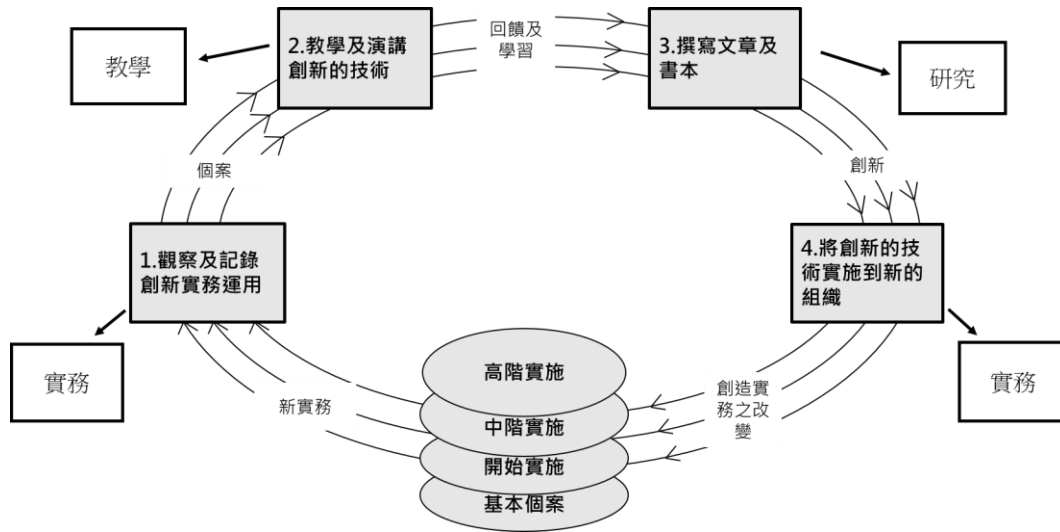 教學
2.教學及演講
創新的技術
回饋及
學習
3.撰寫文章及
書本
研究
個案
創新
1.觀察及記錄
創新實務運用
4.將創新的技
術實施到新的
組織
實務
新實務
高階實施
中階實施
開始實施
基本個案
創造實
務之改
變
實務